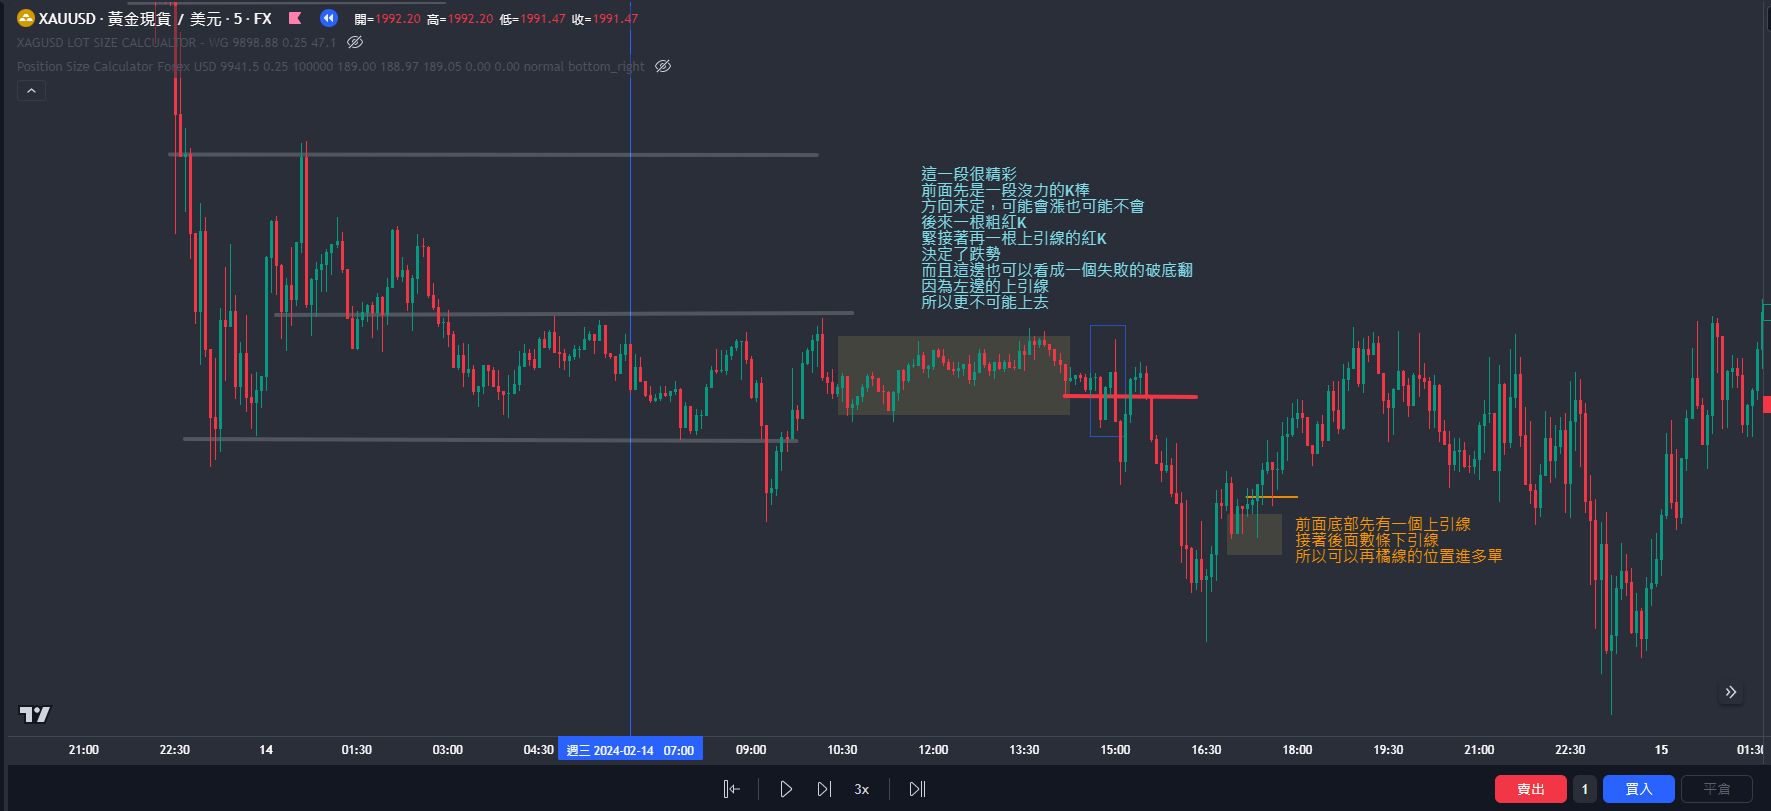 XAUUSD · 黃金現貨 / 美元 · 5 · FX 開=1992.20 高=1992.20 低=1991.47 收=1991.47
XAGUSD LOT SIZE CALCUALTOR - WG 9898.88 0.25 47.1
Position Size Calculator Forex USD 9941.5 0.25 100000 189.00 188.97 189.05 0.00 0.00 normal bottom_right
這一段很精彩
前面先是一段沒力的K棒
方向未定，可能會漲也可能不會
後來一根粗紅K
緊接著再一根上引線的紅K
決定了跌勢
而且這邊也可以看成一個失敗的破底翻
因為左邊的上引線
所以更不可能上去
前面底部先有一個上引線
接著後面數條下引線
所以可以再橘線的位置進多單
21:00 22:30 14 01:30 03:00 04:30 週三 2024-02-14 07:00 09:00 10:30 12:00 13:30 15:00 16:30 18:00 19:30 21:00 22:30 15 01:30
3x
賣出 1 買入 平倉